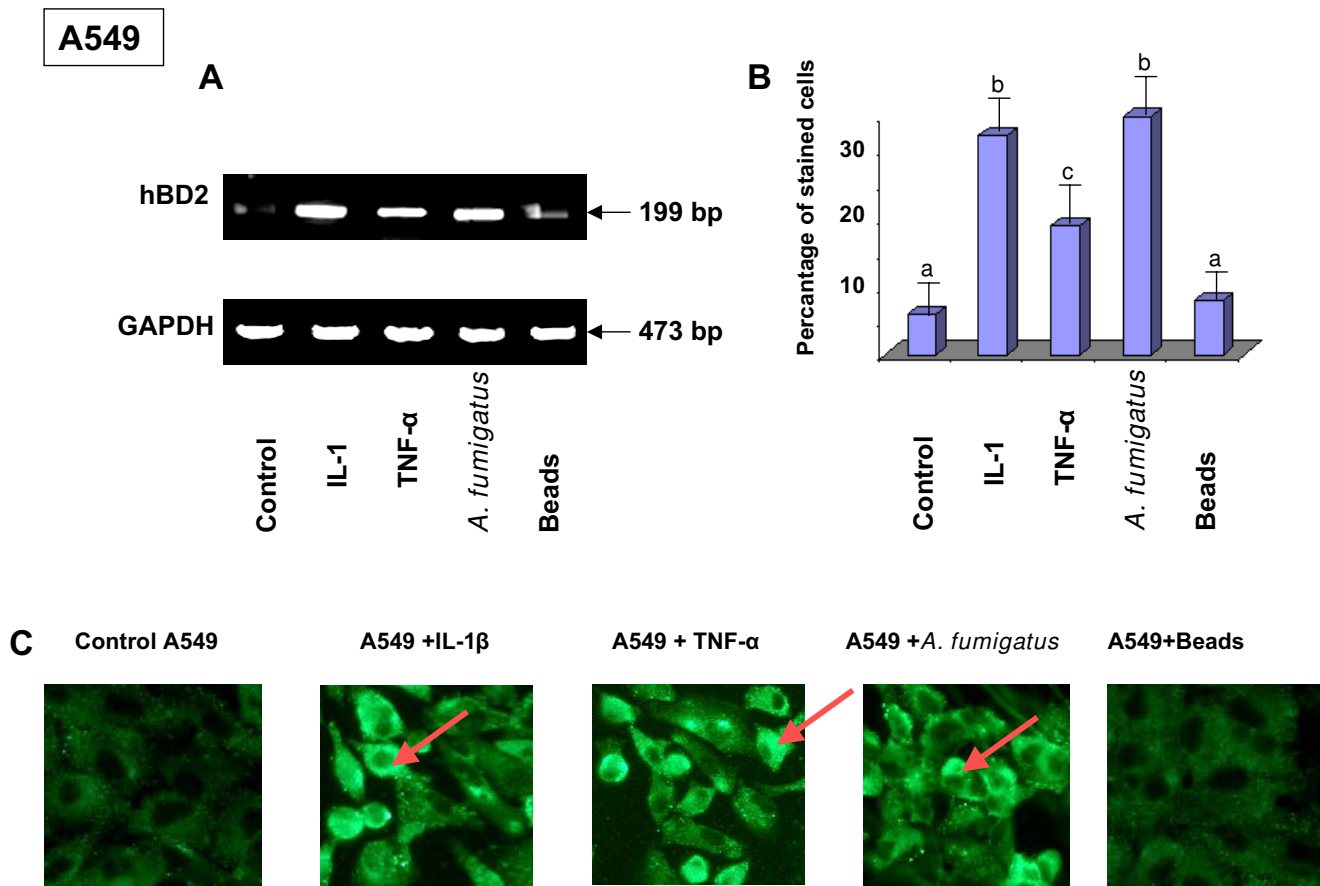 A549
A
hBD2
199 bp
GAPDH
473 bp
Control
IL-1
TNF-α
A. fumigatus
Beads
B
Percantage of stained cells
30
20
10
a
b
c
b
a
Control
IL-1
TNF-α
A. fumigatus
Beads
C
Control A549
A549 +IL-1β
A549 + TNF-α
A549 +A. fumigatus
A549+Beads